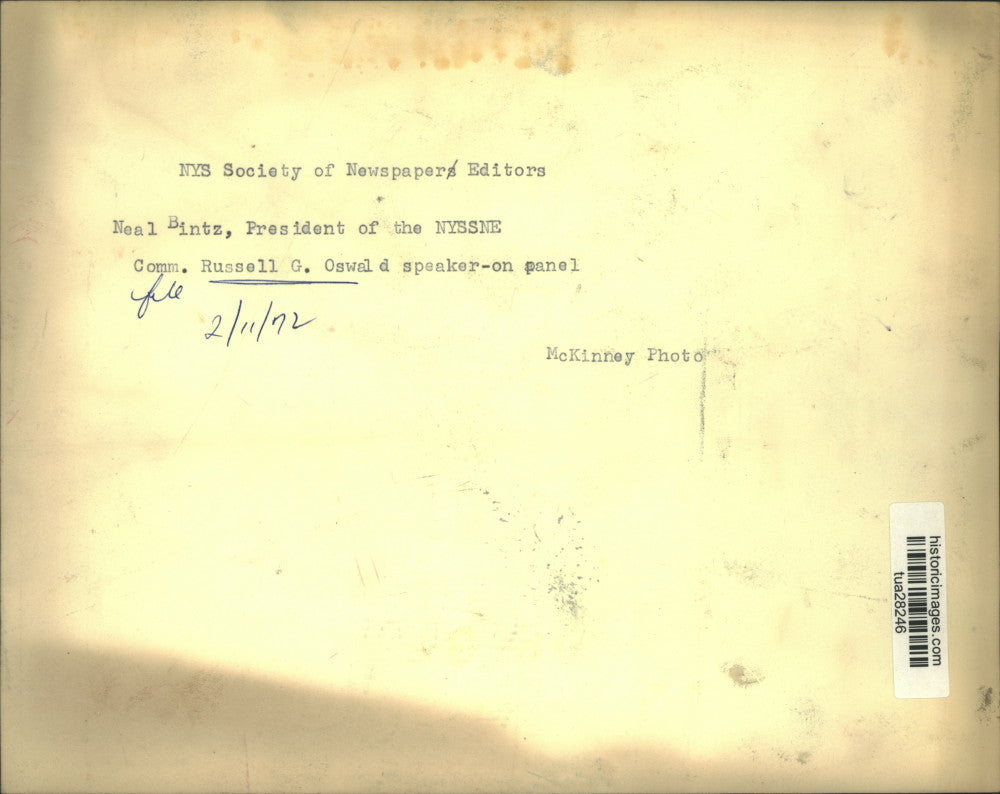 NYS Society of Newspapers Editors
Neal Bintz, President of the NYSSNE
Comm. Russell G. Oswald speaker-on panel
file
2/11/72
McKinney Photo
historicimages.com
tua28246